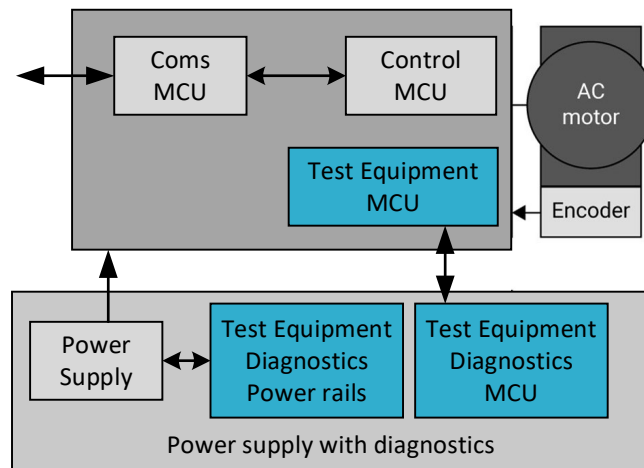 Coms
MCU
Control
MCU
AC
motor
Test Equipment
MCU
Encoder
Power
Supply
Test Equipment
Diagnostics
Power rails
Test Equipment
Diagnostics
MCU
Power supply with diagnostics